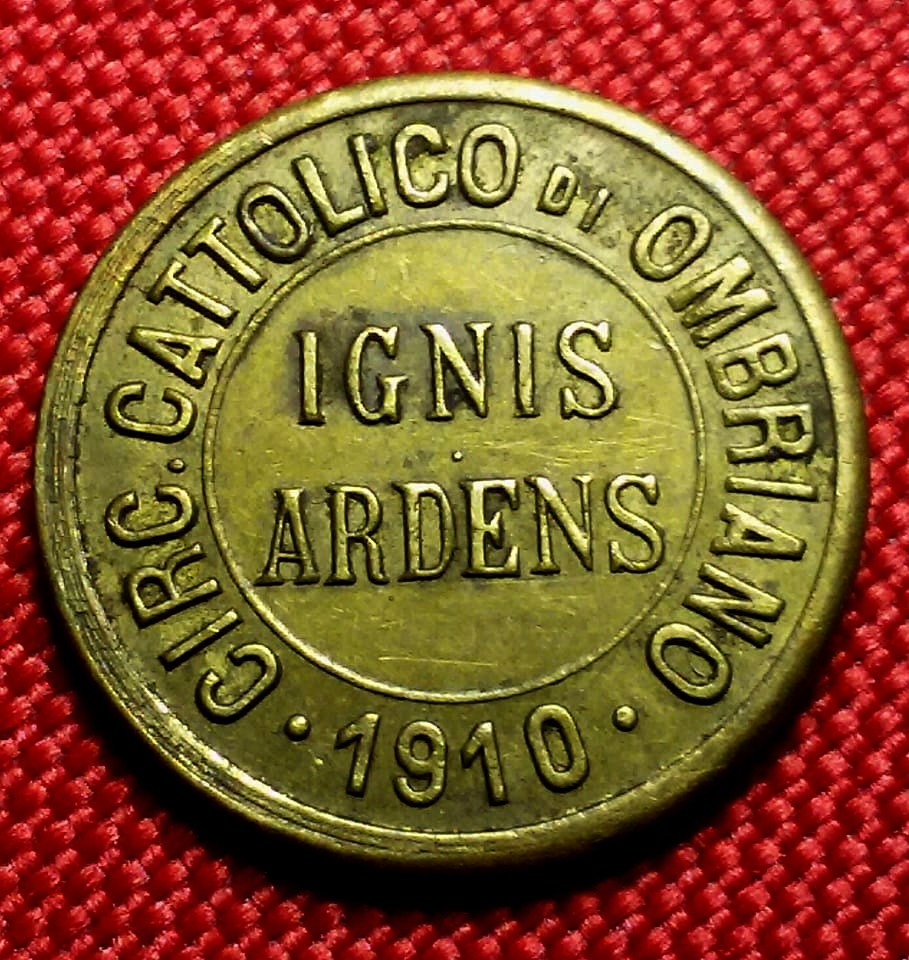 CIRC. CATTOLICO DI OMBRIANO
IGNIS
ARDENS
· 1910 ·